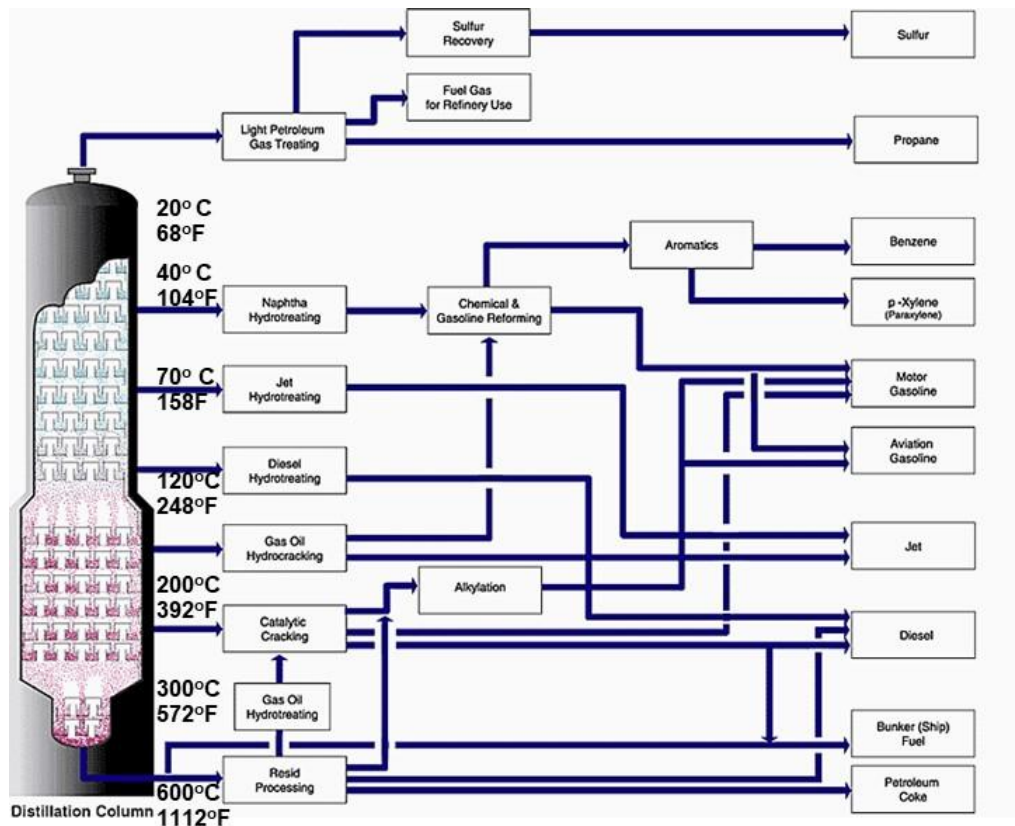 Sulfur
Recovery
Sulfur
Fuel Gas
for Refinery Use
Light Petroleum
Gas Treating
Propane
20° C
68°F
Aromatics
Benzene
40° C
104°F
Naphtha
Hydrotreating
Chemical &
Gasoline Reforming
p -Xylene
(Paraxylene)
70° C
158F
Jet
Hydrotreating
Motor
Gasoline
Diesel
Hydrotreating
Aviation
Gasoline
120°C
248°F
Gas Oil
Hydrocracking
Jet
200°C
392°F
Alkylation
Catalytic
Cracking
Diesel
300°C
572°F
Gas Oil
Hydrotreating
Bunker (Ship)
Fuel
Resid
Processing
Petroleum
Coke
600°C
1112°F
Distillation Column